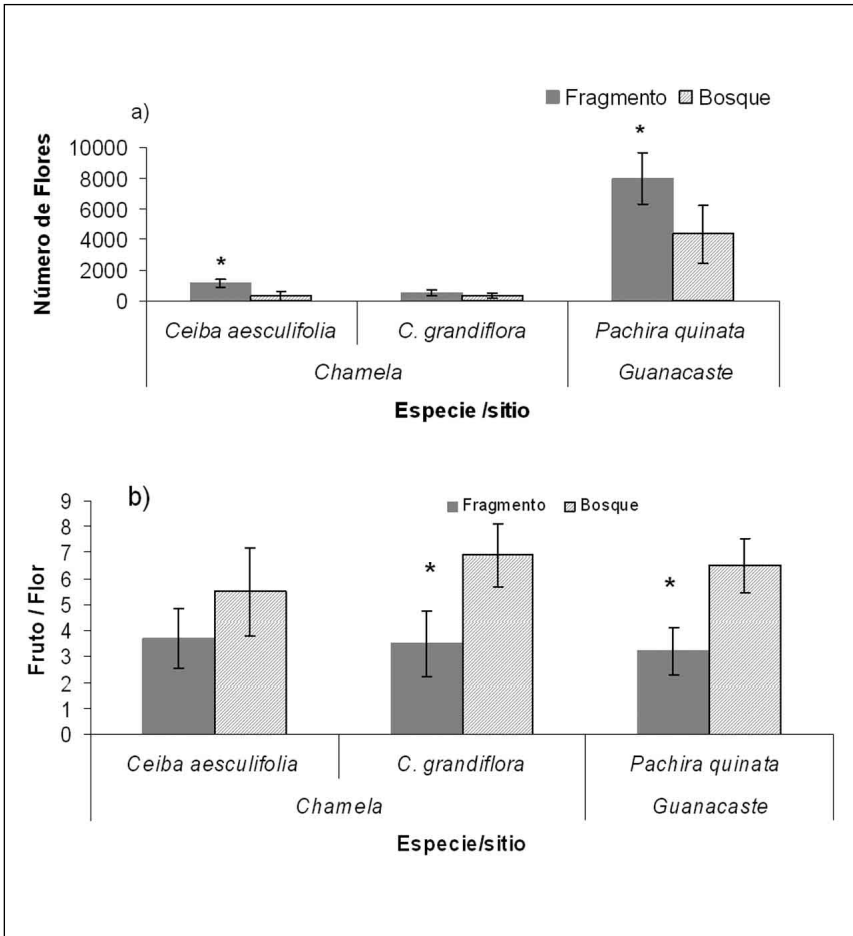 a)
Fragmento Bosque
Número de Flores
10000
8000
6000
4000
2000
0
*
*
Ceiba aesculifolia C. grandiflora Pachira quinata
Chamela Guanacaste
Especie /sitio
b)
Fragmento Bosque
Fruto / Flor
9
8
7
6
5
4
3
2
1
0
*
*
Ceiba aesculifolia C. grandiflora Pachira quinata
Chamela Guanacaste
Especie/sitio